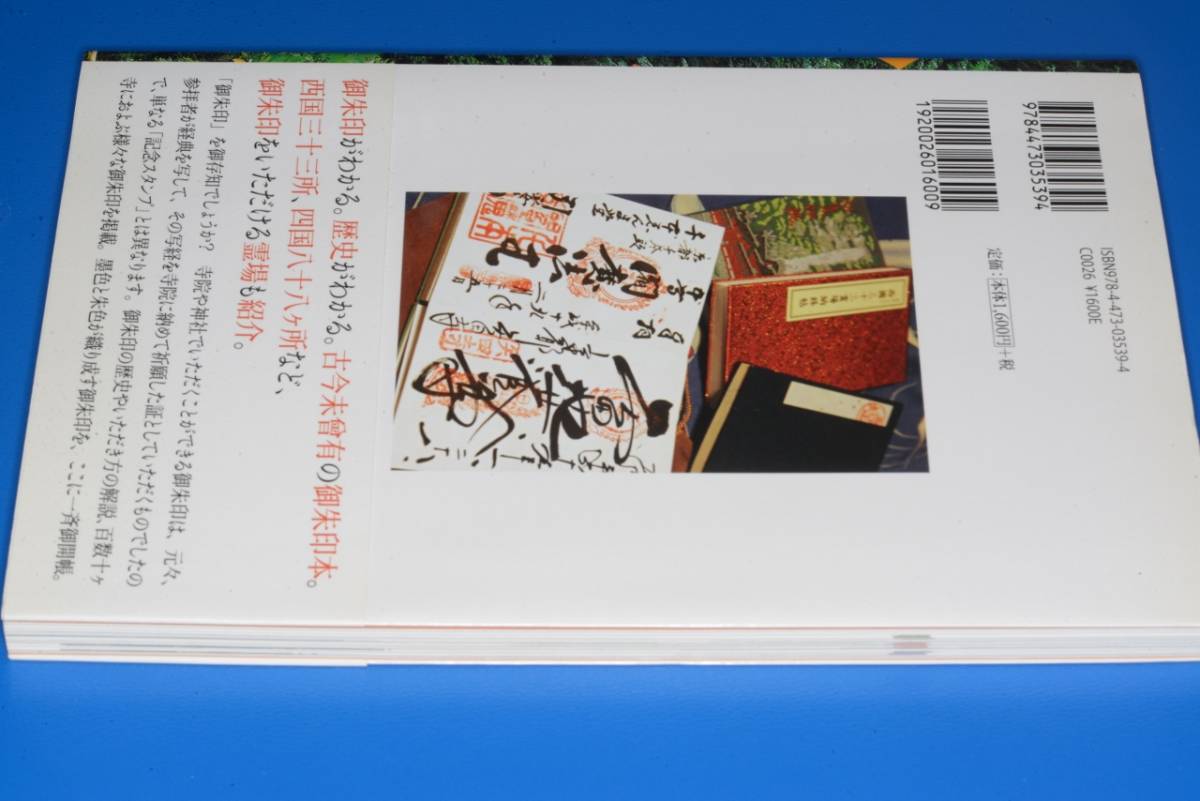 9784473035394
1920026016009
ISBN978-4-473-03539-4
C0026 ¥1600E
定価:本体1,600円+税
御朱印がわかる。歴史がわかる。古今未曾有の御朱印本。
西国三十三所、四国八十八ヶ所など、
御朱印をいただける霊場も紹介。
「御朱印」を御存知でしょうか? 寺院や神社でいただくことができる御朱印は、元々、
参拝者が経典を写して、その写経を寺院に納めて祈願した証としていただくものでしたの
で、単なる「記念スタンプ」とは異なります。御朱印の歴史やいただき方の解説、百数十ヶ
寺におよぶ様々な御朱印を掲載。墨色と朱色が織り成す御朱印を、ここに一斉御開帳。